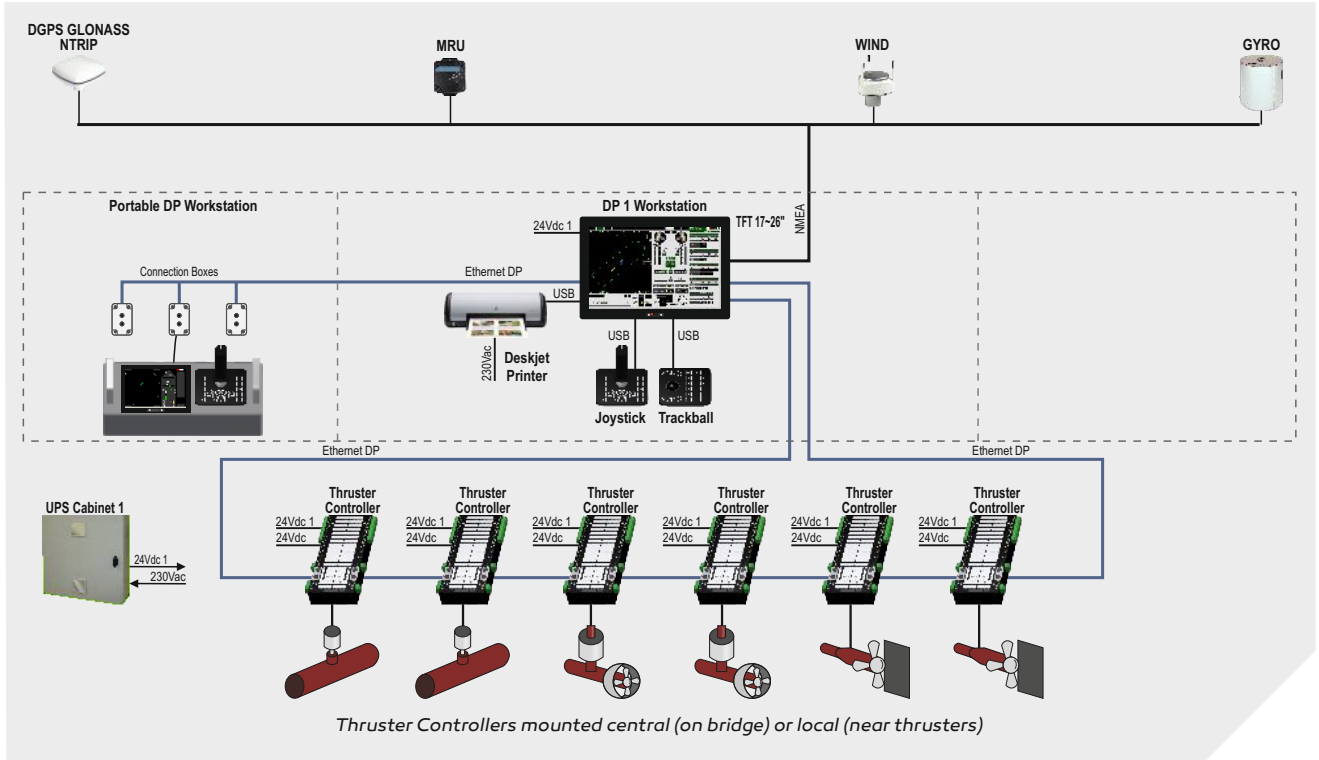 DGPS GLONASS
NTRIP
MRU
WIND
GYRO
Portable DP Workstation
DP 1 Workstation
TFT 17~26"
NMEA
24Vdc 1
Connection Boxes
Ethernet DP
USB
230Vac
Deskjet
Printer
USB
USB
Joystick
Trackball
Ethernet DP
Ethernet DP
UPS Cabinet 1
24Vdc 1
230Vac
Thruster
Controller
24Vdc 1
24Vdc
Thruster
Controller
24Vdc 1
24Vdc
Thruster
Controller
24Vdc 1
24Vdc
Thruster
Controller
24Vdc 1
24Vdc
Thruster
Controller
24Vdc 1
24Vdc
Thruster
Controller
24Vdc 1
24Vdc
Thruster Controllers mounted central (on bridge) or local (near thrusters)